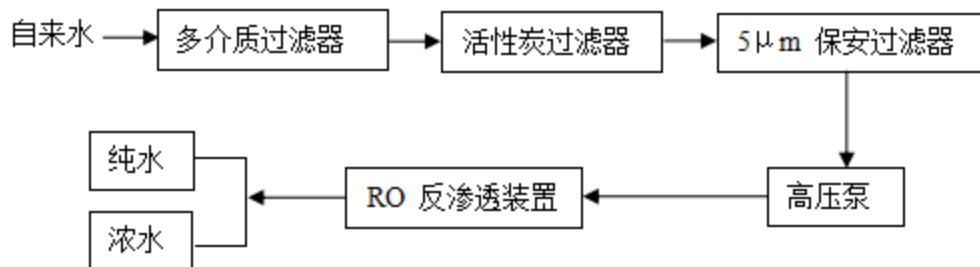 自来水
多介质过滤器
活性炭过滤器
5μm 保安过滤器
高压泵
RO 反渗透装置
纯水
浓水